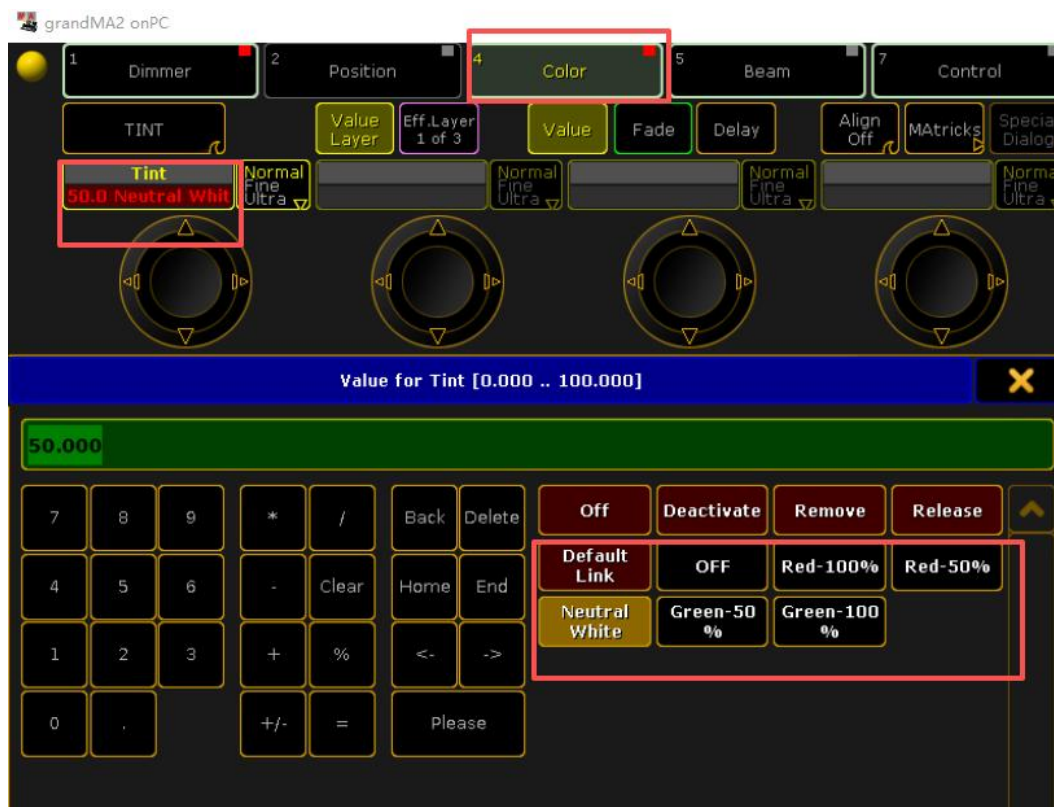 grandMA2 onPC
1 Dimmer
2 Position
4 Color
5 Beam
7 Control
TINT
Value
Layer
Eff.Layer
1 of 3
Value
Fade
Delay
Align
Off
MAtricks
Specia
Dialog
Tint
50.0 Neutral Whit
Normal
Fine
Ultra
Normal
Fine
Ultra
Normal
Fine
Ultra
Norma
Fine
Ultra
Value for Tint [0.000 .. 100.000]
50.000
7 8 9 * / Back Delete
Off Deactivate Remove Release
4 5 6 - Clear Home End
Default
Link
OFF Red-100% Red-50%
Neutral
White
Green-50
%
Green-100
%
1 2 3 + % <- ->
0 . +/- = Please